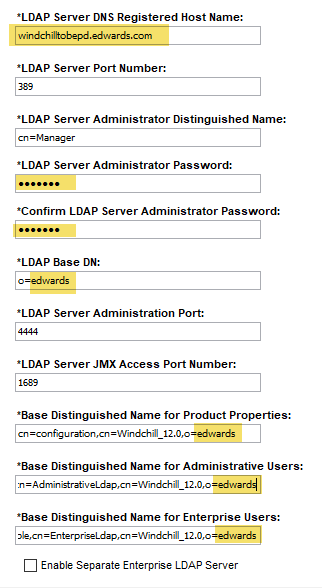 *LDAP Server DNS Registered Host Name:
windchilltobepd.edwards.com
*LDAP Server Port Number:
389
*LDAP Server Administrator Distinguished Name:
cn=Manager
*LDAP Server Administrator Password:
●●●●●●●
*Confirm LDAP Server Administrator Password:
●●●●●●●
*LDAP Base DN:
o=edwards
*LDAP Server Administration Port:
4444
*LDAP Server JMX Access Port Number:
1689
*Base Distinguished Name for Product Properties:
cn=configuration,cn=Windchill_12.0,o=edwards
*Base Distinguished Name for Administrative Users:
:n=AdministrativeLdap,cn=Windchill_12.0,o=edwards
*Base Distinguished Name for Enterprise Users:
ple,cn=EnterpriseLdap,cn=Windchill_12.0,o=edwards
Enable Separate Enterprise LDAP Server